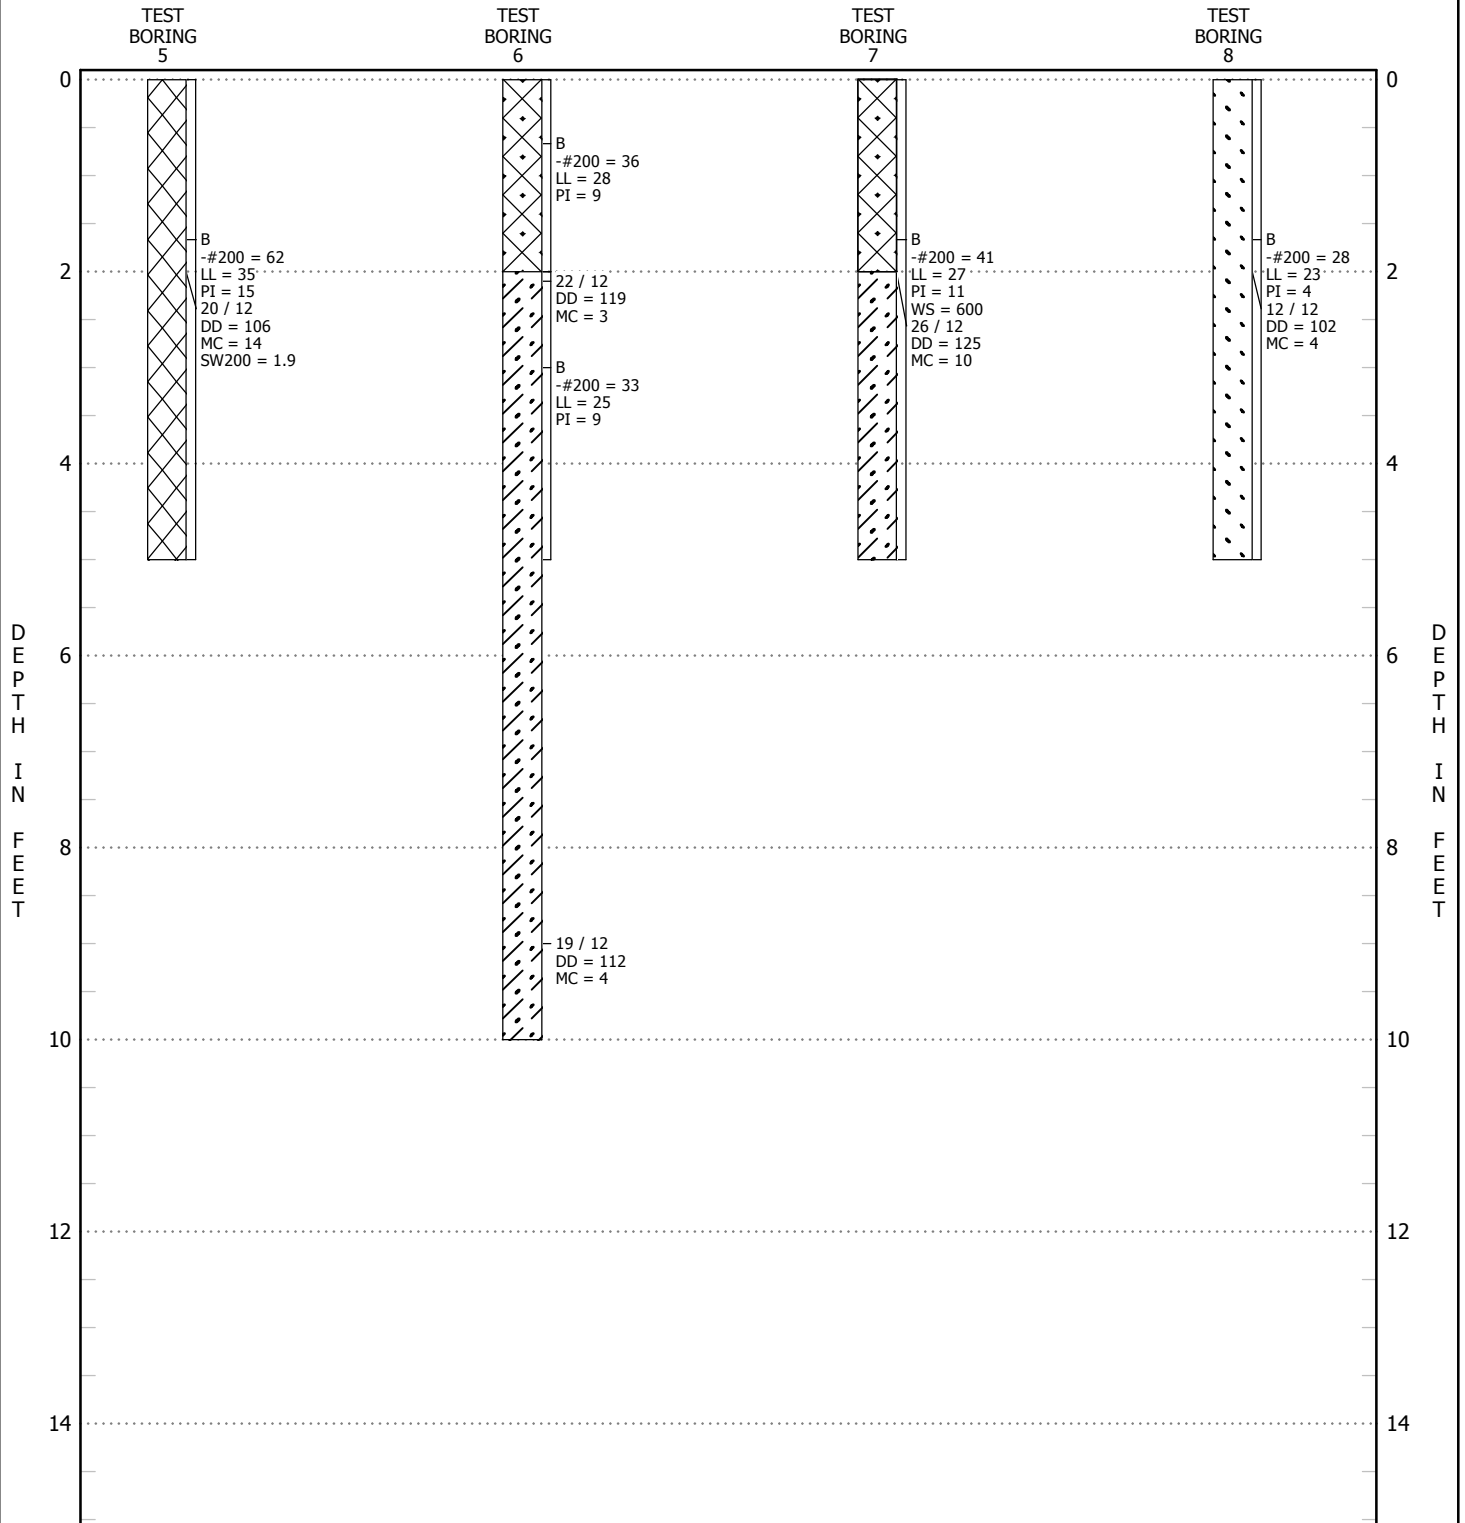 TEST
BORING
5
TEST
BORING
6
TEST
BORING
7
TEST
BORING
8
0
2
4
6
8
10
12
14
DEPTH IN FEET
B
-#200 = 62
LL = 35
PI = 15
20 / 12
DD = 106
MC = 14
SW200 = 1.9
B
-#200 = 36
LL = 28
PI = 9
22 / 12
DD = 119
MC = 3
B
-#200 = 33
LL = 25
PI = 9
19 / 12
DD = 112
MC = 4
B
-#200 = 41
LL = 27
PI = 11
WS = 600
26 / 12
DD = 125
MC = 10
B
-#200 = 28
LL = 23
PI = 4
12 / 12
DD = 102
MC = 4
0
2
4
6
8
10
12
14
DEPTH IN FEET